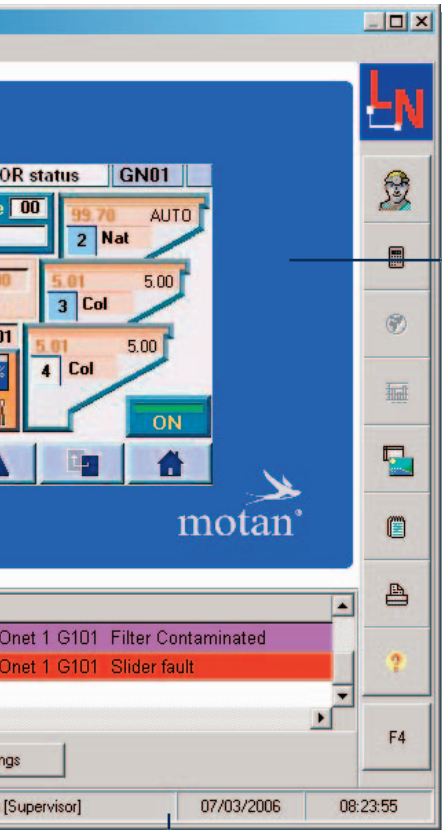 LN
OR status GN01
e 00
99.70 AUTO
2 Nat
5.01 5.00
3 Col
01
5.01 5.00
4 Col
%
ON
motan
Onet 1 G101 Filter Contaminated
Onet 1 G101 Slider fault
?
F4
ngs
[Supervisor] 07/03/2006 08:23:55